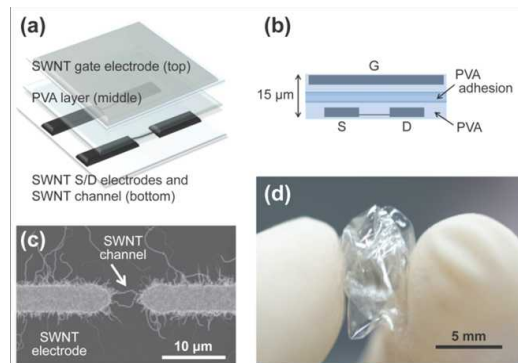 (a)
SWNT gate electrode (top)
PVA layer (middle)
SWNT S/D electrodes and
SWNT channel (bottom)
(b)
G
15 μm
PVA
adhesion
S
D
PVA
(c)
SWNT
channel
SWNT
electrode
10 μm
(d)
5 mm